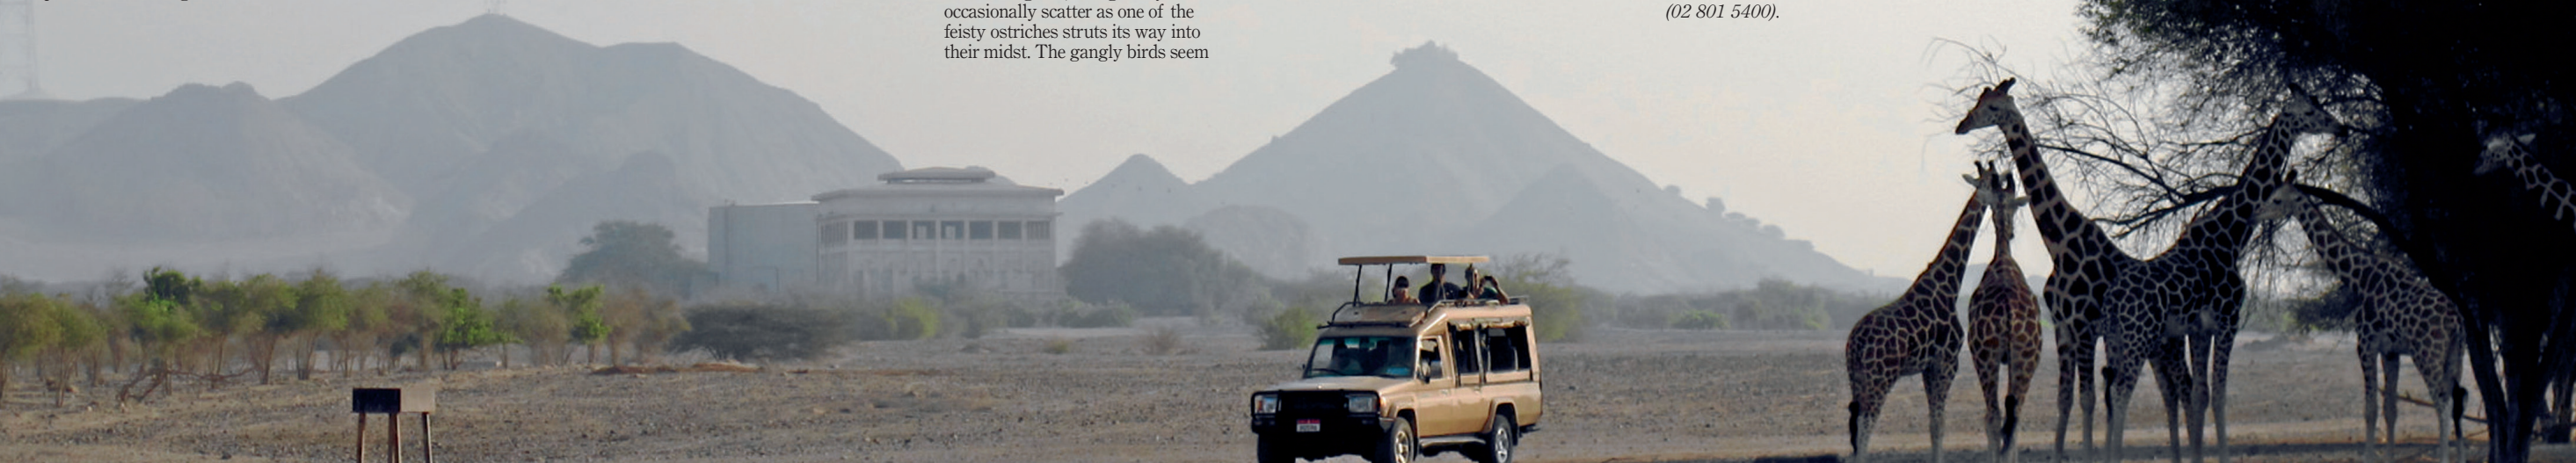 occasionally scatter as one of the
feisty ostriches struts its way into
their midst. The gangly birds seem
(02 801 5400).